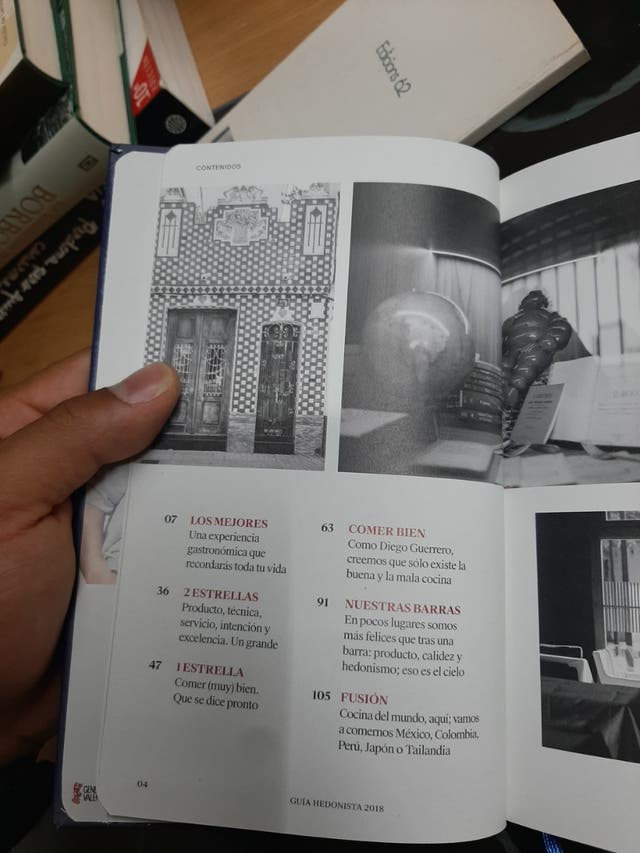 Edicions 62
CONTENIDOS
07 LOS MEJORES
Una experiencia
gastronómica que
recordarás toda tu vida
36 2 ESTRELLAS
Producto, técnica,
servicio, intención y
excelencia. Un grande
47 1 ESTRELLA
Comer (muy) bien.
Que se dice pronto
63 COMER BIEN
Como Diego Guerrero,
creemos que sólo existe la
buena y la mala cocina
91 NUESTRAS BARRAS
En pocos lugares somos
más felices que tras una
barra: producto, calidez y
hedonismo; eso es el cielo
105 FUSIÓN
Cocina del mundo, aquí; vamos
a comernos México, Colombia,
Perú, Japón o Tailandia
04
GUÍA HEDONISTA 2018